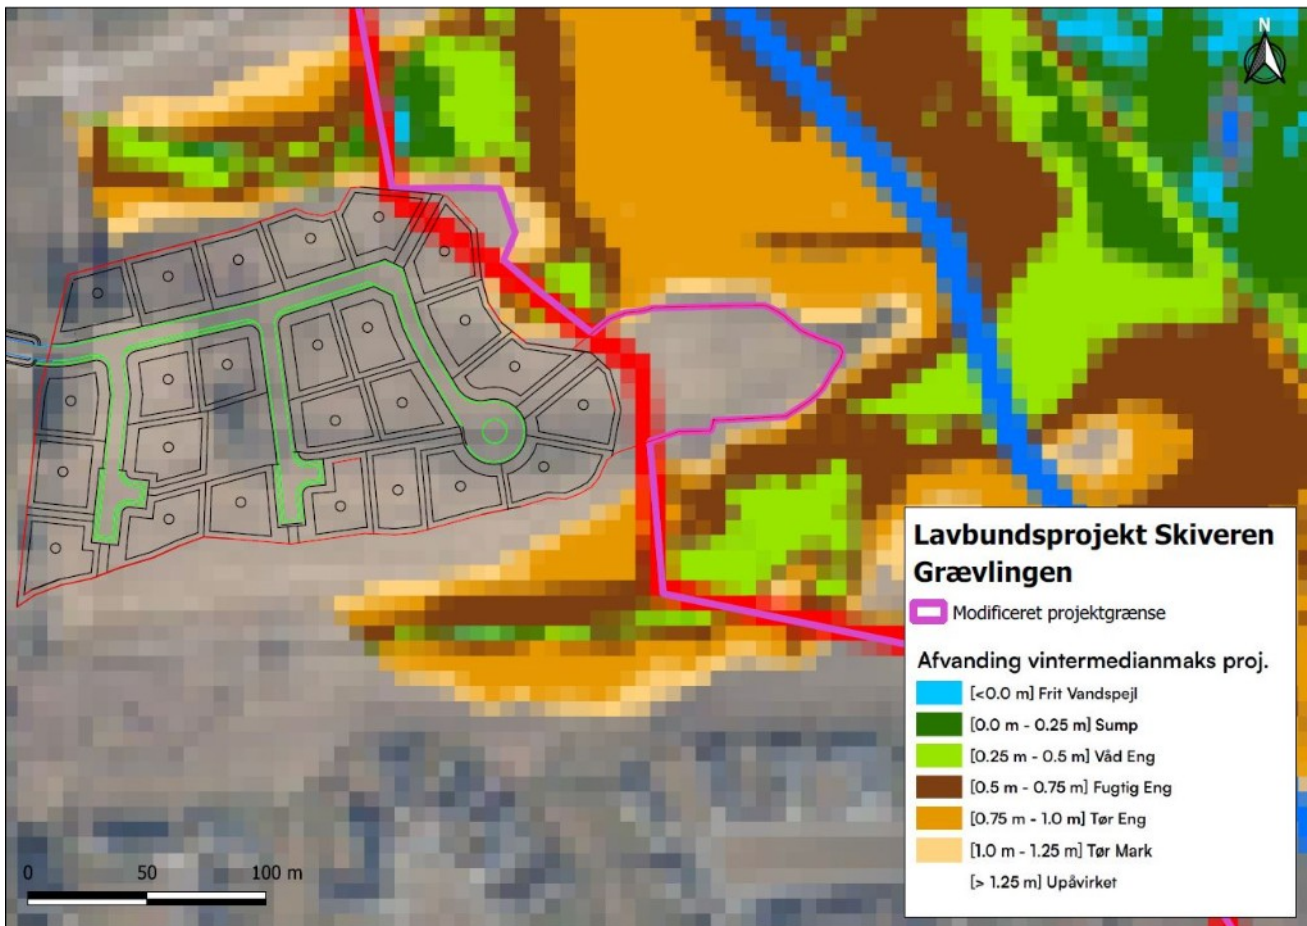 N
Lavbundsprojekt Skiveren
Grævlingen
Modificeret projektgrænse
Afvanding vintermedianmaks proj.
[<0.0 m] Frit Vandspejl
[0.0 m - 0.25 m] Sump
[0.25 m - 0.5 m] Våd Eng
[0.5 m - 0.75 m] Fugtig Eng
[0.75 m - 1.0 m] Tør Eng
[1.0 m - 1.25 m] Tør Mark
[> 1.25 m] Upåvirket
0 50 100 m